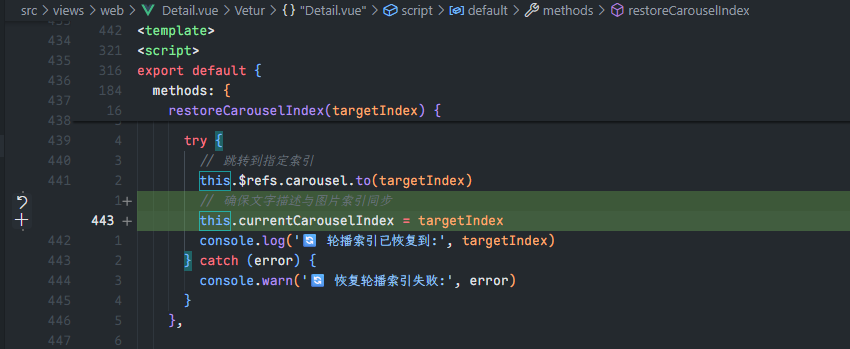 src > views > web > Detail.vue > Vetur > {} "Detail.vue" > script > default > methods > restoreCarouselIndex
433
434 442 <template>
435 321 <script>
436 316 export default {
437 184 methods: {
438 16 restoreCarouselIndex(targetIndex) {
439 4 try {
440 3 // 跳转到指定索引
441 2 this.$refs.carousel.to(targetIndex)
1+ // 确保文字描述与图片索引同步
443 + this.currentCarouselIndex = targetIndex
442 1 console.log('🔄 轮播索引已恢复到:', targetIndex)
443 2 } catch (error) {
444 3 console.warn('🔄 恢复轮播索引失败:', error)
445 4 }
446 5 },
447 6